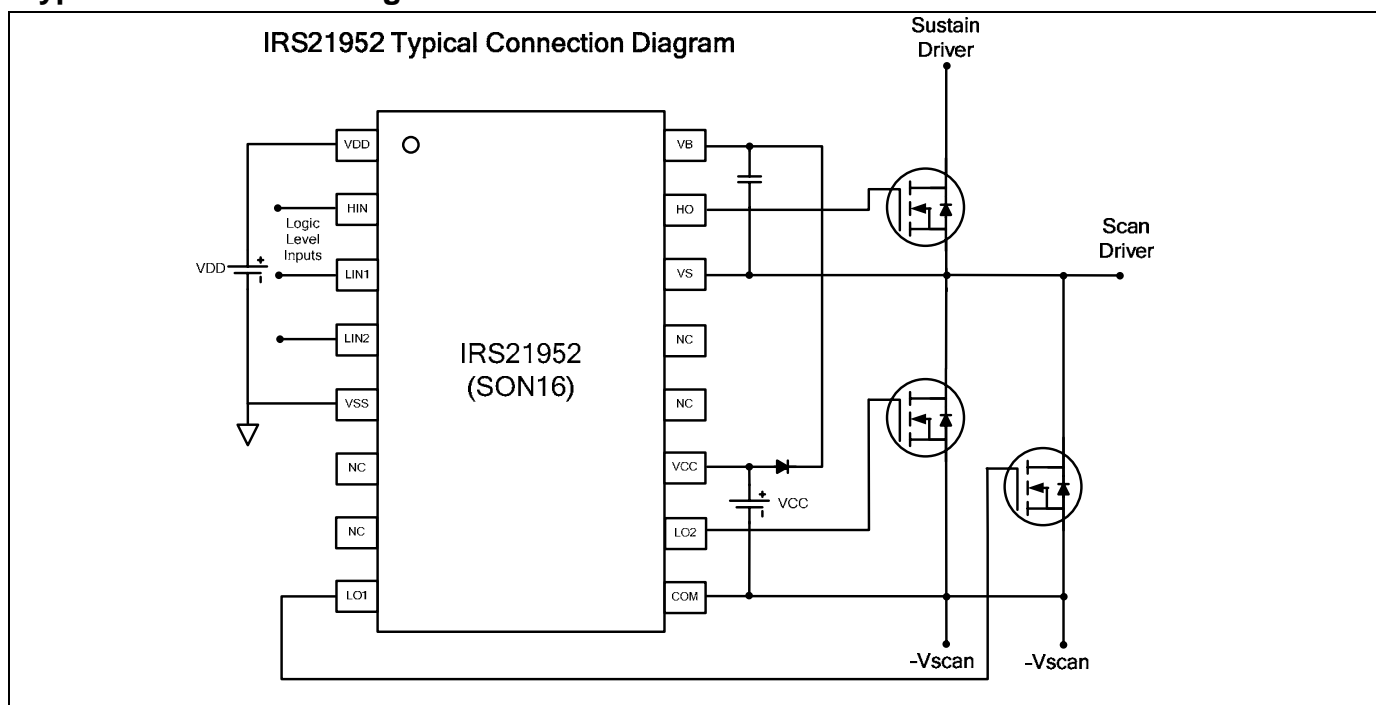 IRS21952 Typical Connection Diagram
Sustain
Driver
VDD
HIN
Logic
Level
Inputs
LIN1
VDD
+
-
LIN2
VSS
NC
NC
LO1
IRS21952
(SON16)
VB
HO
VS
NC
NC
VCC
+
-
VCC
LO2
COM
Scan
Driver
-Vscan
-Vscan